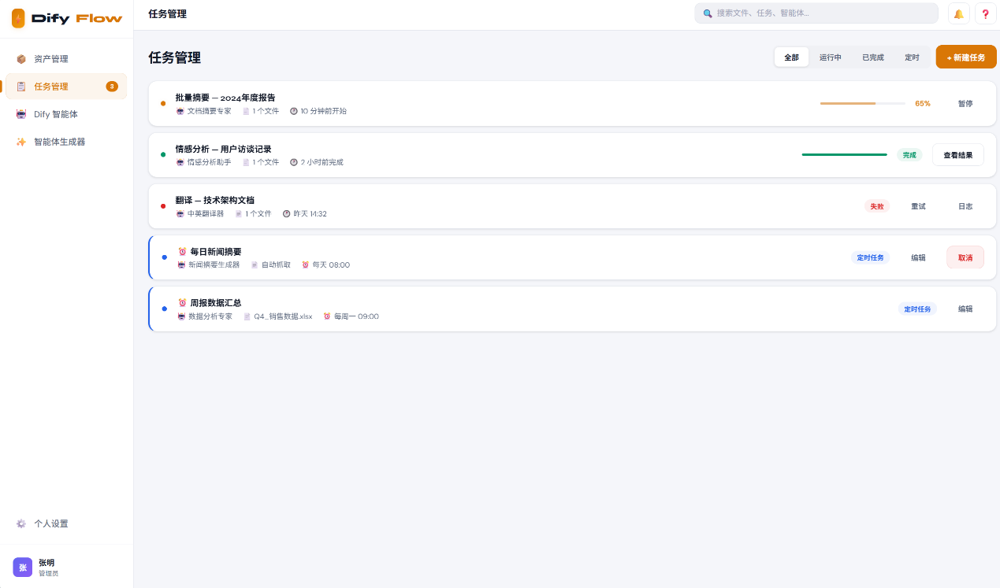 Dify Flow
资产管理
任务管理 3
Dify 智能体
智能体生成器
个人设置
张 张明
管理员
任务管理
搜索文件、任务、智能体...
任务管理
全部 运行中 已完成 定时 + 新建任务
批量摘要 — 2024年度报告
文档摘要专家 1 个文件 10 分钟前开始
65% 暂停
情感分析 — 用户访谈记录
情感分析助手 1 个文件 2 小时前完成
完成 查看结果
翻译 — 技术架构文档
中英翻译器 1 个文件 昨天 14:32
失败 重试 日志
每日新闻摘要
新闻摘要生成器 自动抓取 每天 08:00
定时任务 编辑 取消
周报数据汇总
数据分析专家 Q4_销售数据.xlsx 每周一 09:00
定时任务 编辑